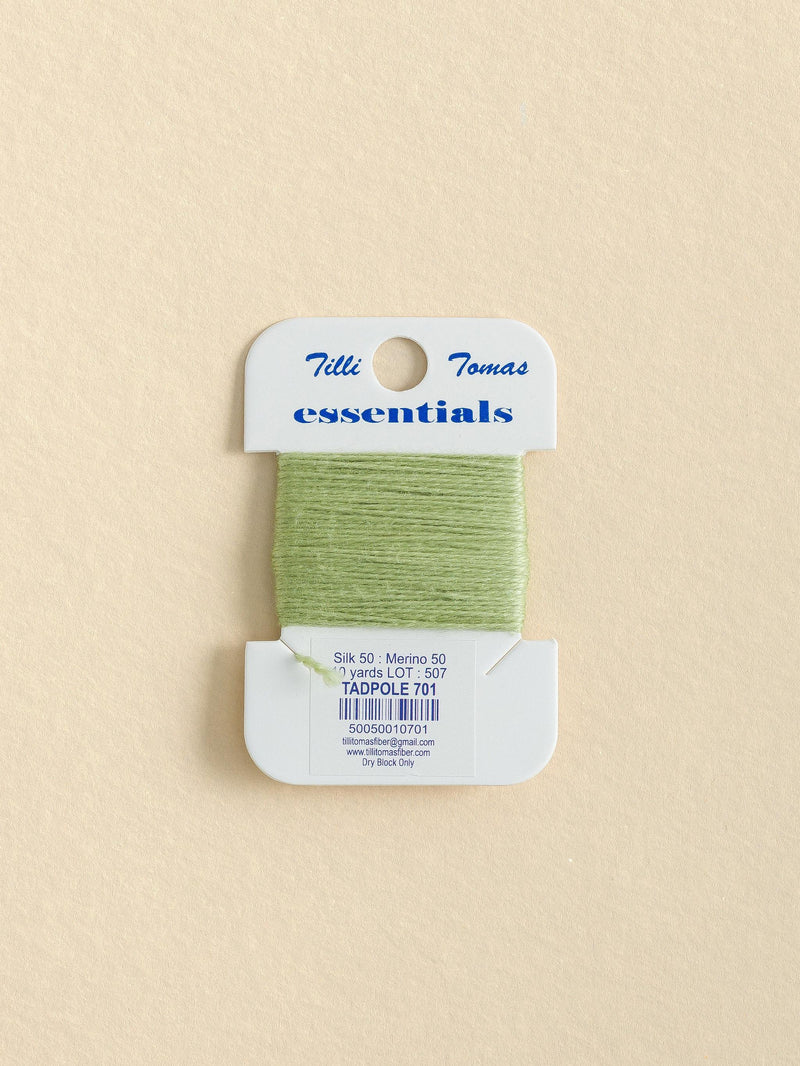 Tilli Tomas
essentials
Silk 50 : Merino 50
10 yards LOT : 507
TADPOLE 701
50050010701
tillitomasfiber@gmail.com
www.tillitomasfiber.com
Dry Block Only